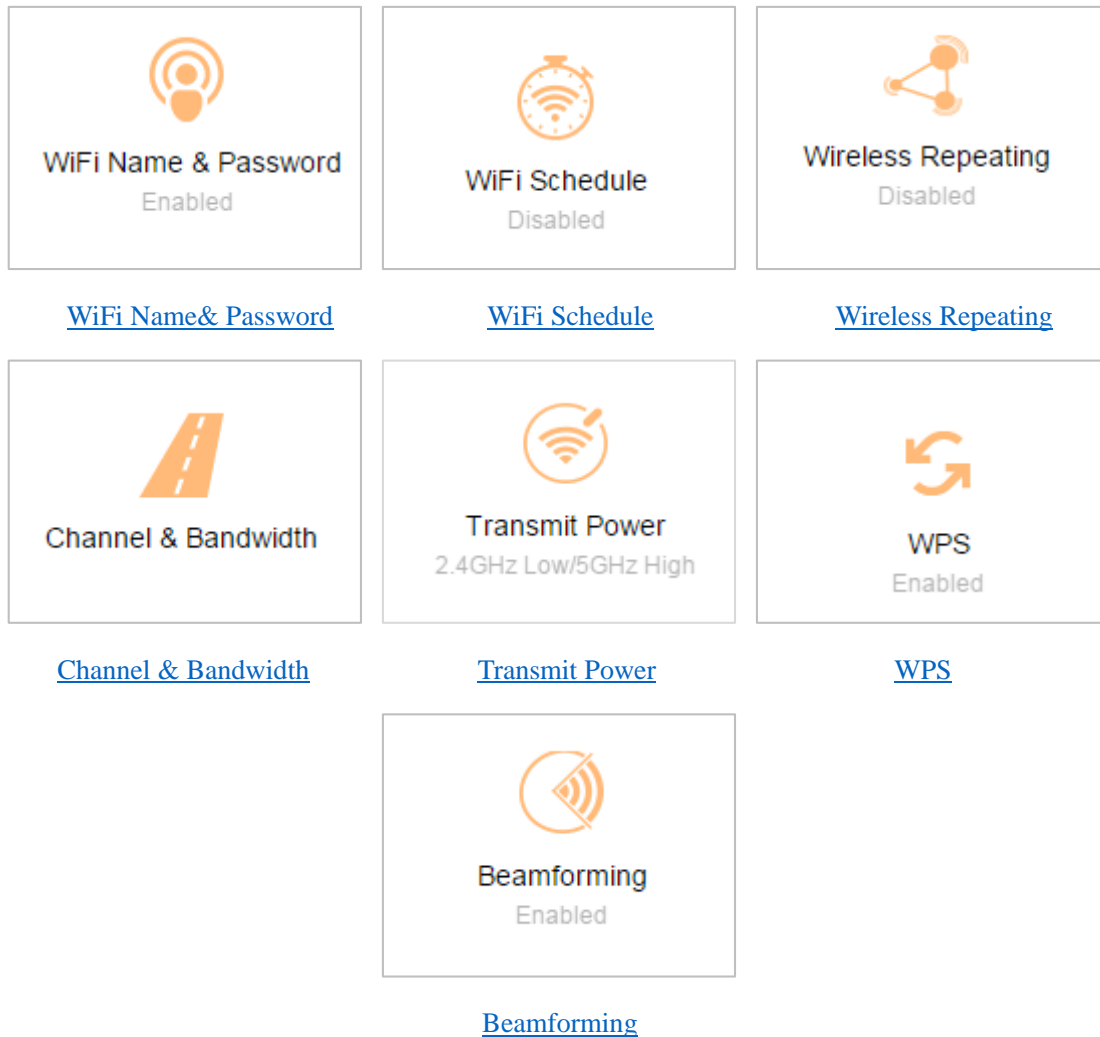 WiFi Name & Password
Enabled
WiFi Schedule
Disabled
Wireless Repeating
Disabled
WiFi Name& Password
WiFi Schedule
Wireless Repeating
Channel & Bandwidth
Transmit Power
2.4GHz Low/5GHz High
WPS
Enabled
Channel & Bandwidth
Transmit Power
WPS
Beamforming
Enabled
Beamforming